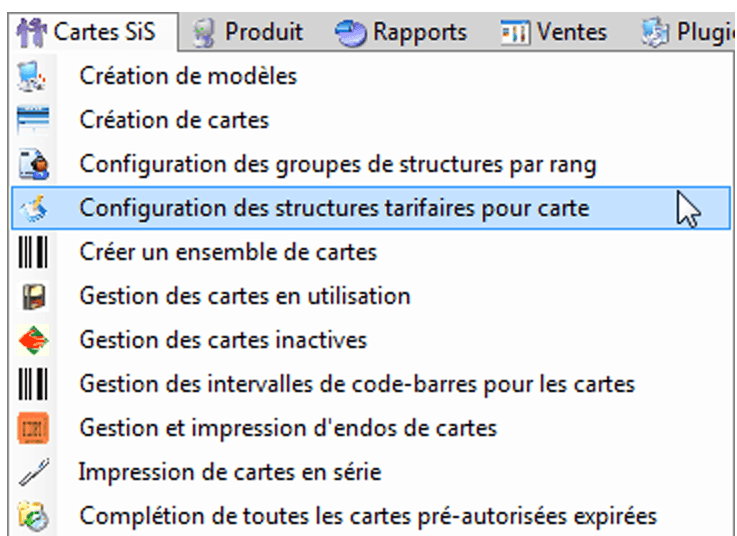 Cartes SiS Produit Rapports Ventes
Création de modèles
Création de cartes
Configuration des groupes de structures par rang
Configuration des structures tarifaires pour carte
Créer un ensemble de cartes
Gestion des cartes en utilisation
Gestion des cartes inactives
Gestion des intervalles de code-barres pour les cartes
Gestion et impression d'endos de cartes
Impression de cartes en série
Complétion de toutes les cartes pré-autorisées expirées